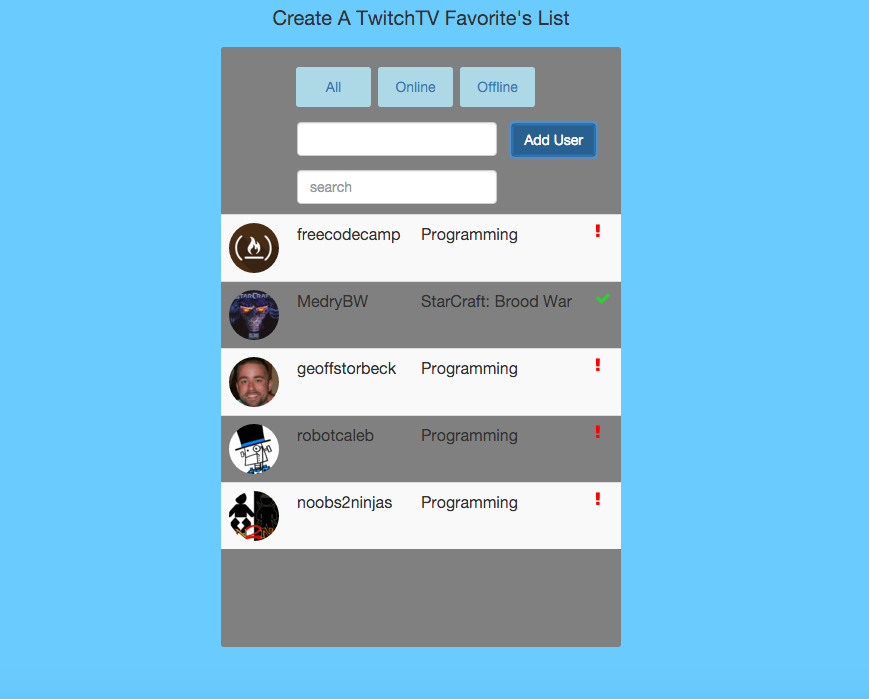 Create A TwitchTV Favorite's List
All Online Offline
Add User
search
freecodecamp Programming
MedryBW StarCraft: Brood War
geoffstorbeck Programming
robotcaleb Programming
noobs2ninjas Programming